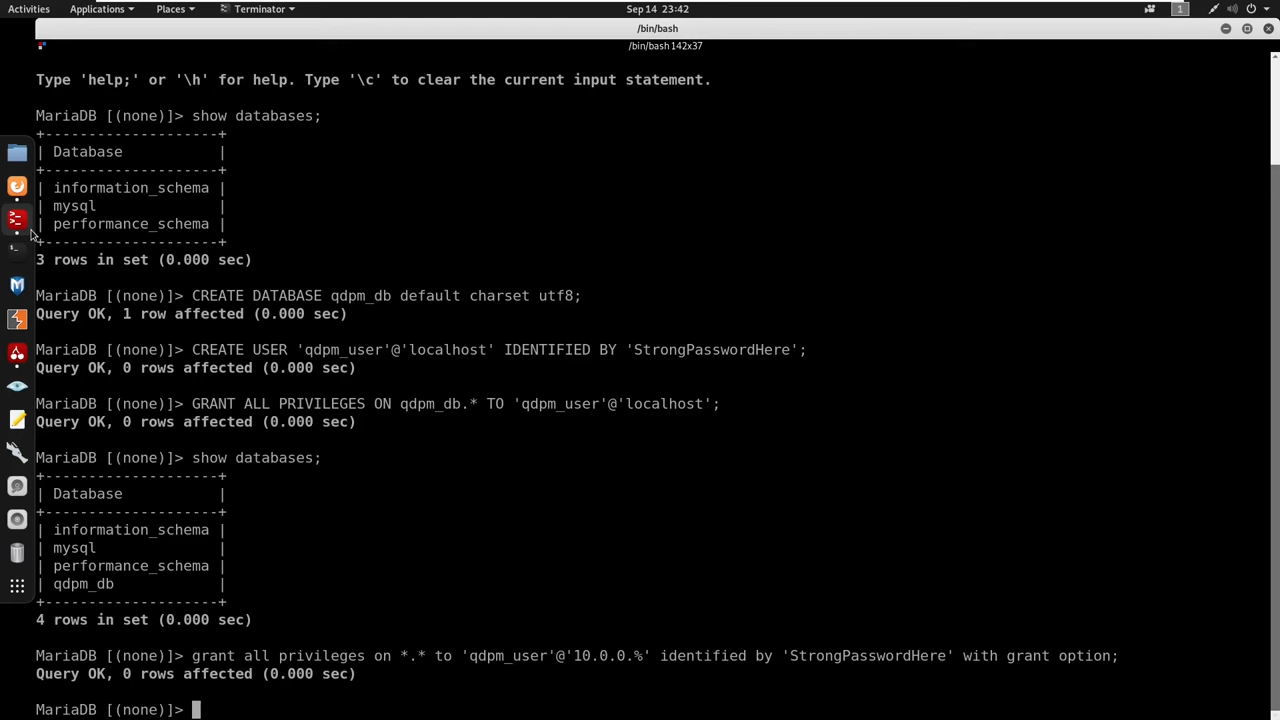 Activities Applications Places Terminator Sep 14 23:42 1
/bin/bash
/bin/bash 142x37
Type 'help;' or '\h' for help. Type '\c' to clear the current input statement.
MariaDB [(none)]> show databases;
+--------------------+
| Database           |
+--------------------+
| information_schema |
| mysql              |
| performance_schema |
+--------------------+
3 rows in set (0.000 sec)
MariaDB [(none)]> CREATE DATABASE qdpm_db default charset utf8;
Query OK, 1 row affected (0.000 sec)
MariaDB [(none)]> CREATE USER 'qdpm_user'@'localhost' IDENTIFIED BY 'StrongPasswordHere';
Query OK, 0 rows affected (0.000 sec)
MariaDB [(none)]> GRANT ALL PRIVILEGES ON qdpm_db.* TO 'qdpm_user'@'localhost';
Query OK, 0 rows affected (0.000 sec)
MariaDB [(none)]> show databases;
+--------------------+
| Database           |
+--------------------+
| information_schema |
| mysql              |
| performance_schema |
| qdpm_db            |
+--------------------+
4 rows in set (0.000 sec)
MariaDB [(none)]> grant all privileges on *.* to 'qdpm_user'@'10.0.0.%' identified by 'StrongPasswordHere' with grant option;
Query OK, 0 rows affected (0.000 sec)
MariaDB [(none)]>